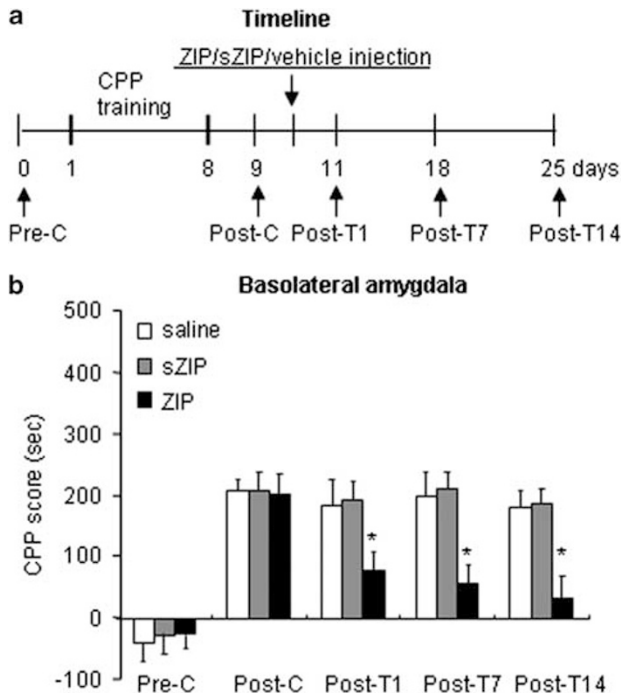 a
Timeline
ZIP/sZIP/vehicle injection
CPP
training
0 1 8 9 11 18 25 days
Pre-C Post-C Post-T1 Post-T7 Post-T14
b
Basolateral amygdala
500
400
300
200
100
0
-100
CPP score (sec)
saline
sZIP
ZIP
* * *
Pre-C Post-C Post-T1 Post-T7 Post-T14